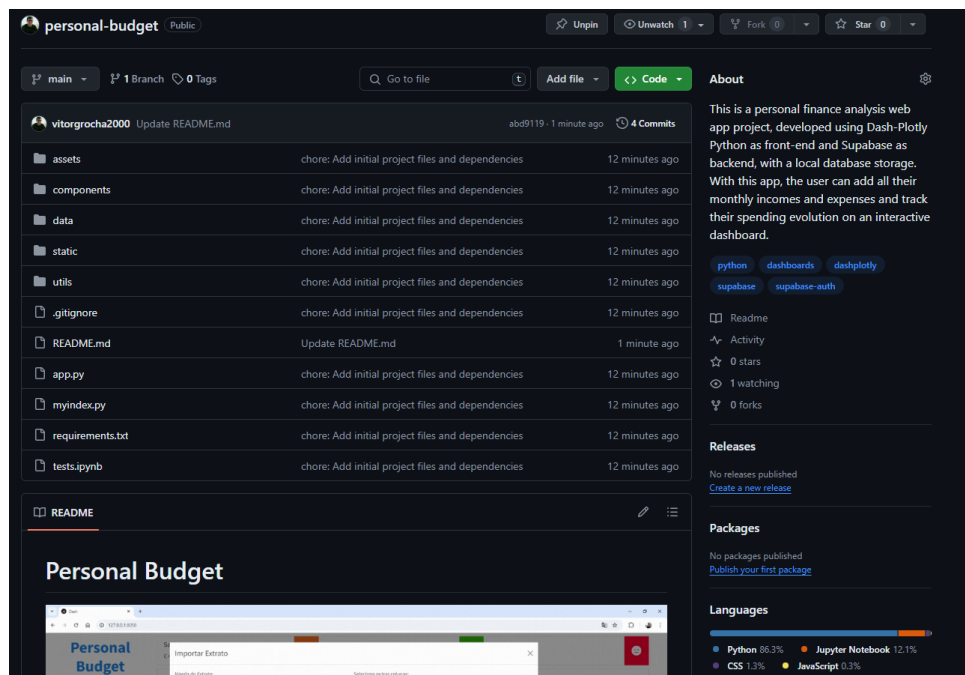 personal-budget Public Unpin Unwatch 1 Fork 0 Star 0
main 1 Branch 0 Tags Go to file t Add file Code
vitorgrocha2000 Update README.md abd9119 · 1 minute ago 4 Commits
assets chore: Add initial project files and dependencies 12 minutes ago
components chore: Add initial project files and dependencies 12 minutes ago
data chore: Add initial project files and dependencies 12 minutes ago
static chore: Add initial project files and dependencies 12 minutes ago
utils chore: Add initial project files and dependencies 12 minutes ago
.gitignore chore: Add initial project files and dependencies 12 minutes ago
README.md Update README.md 1 minute ago
app.py chore: Add initial project files and dependencies 12 minutes ago
myindex.py chore: Add initial project files and dependencies 12 minutes ago
requirements.txt chore: Add initial project files and dependencies 12 minutes ago
tests.ipynb chore: Add initial project files and dependencies 12 minutes ago
README
Personal Budget
Personal
Budget
Importar Extrato
About
This is a personal finance analysis web
app project, developed using Dash-Plotly
Python as front-end and Supabase as
backend, with a local database storage.
With this app, the user can add all their
monthly incomes and expenses and track
their spending evolution on an interactive
dashboard.
python dashboards dashplotly
supabase supabase-auth
Readme
Activity
0 stars
1 watching
0 forks
Releases
No releases published
Create a new release
Packages
No packages published
Publish your first package
Languages
Python 86.3% Jupyter Notebook 12.1%
CSS 1.3% JavaScript 0.3%